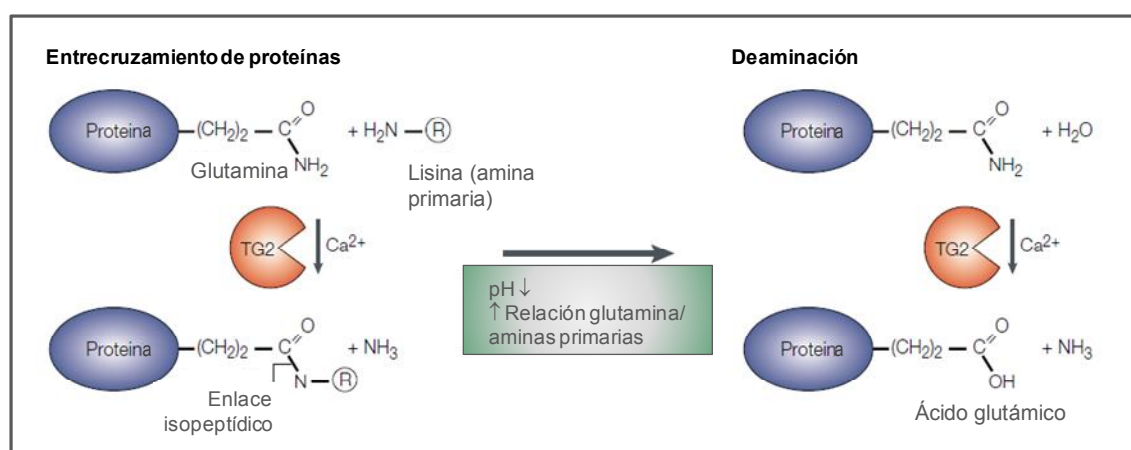 Entrecruzamiento de proteínas
Proteina
(CH2)2
C
O
NH2
+ H2N
R
Glutamina
Lisina (amina
primaria)
TG2
Ca2+
Proteina
(CH2)2
C
O
N
R
+ NH3
Enlace
isopeptídico
pH ↓
↑ Relación glutamina/
aminas primarias
Deaminación
Proteina
(CH2)2
C
O
NH2
+ H2O
TG2
Ca2+
Proteina
(CH2)2
C
O
OH
+ NH3
Ácido glutámico